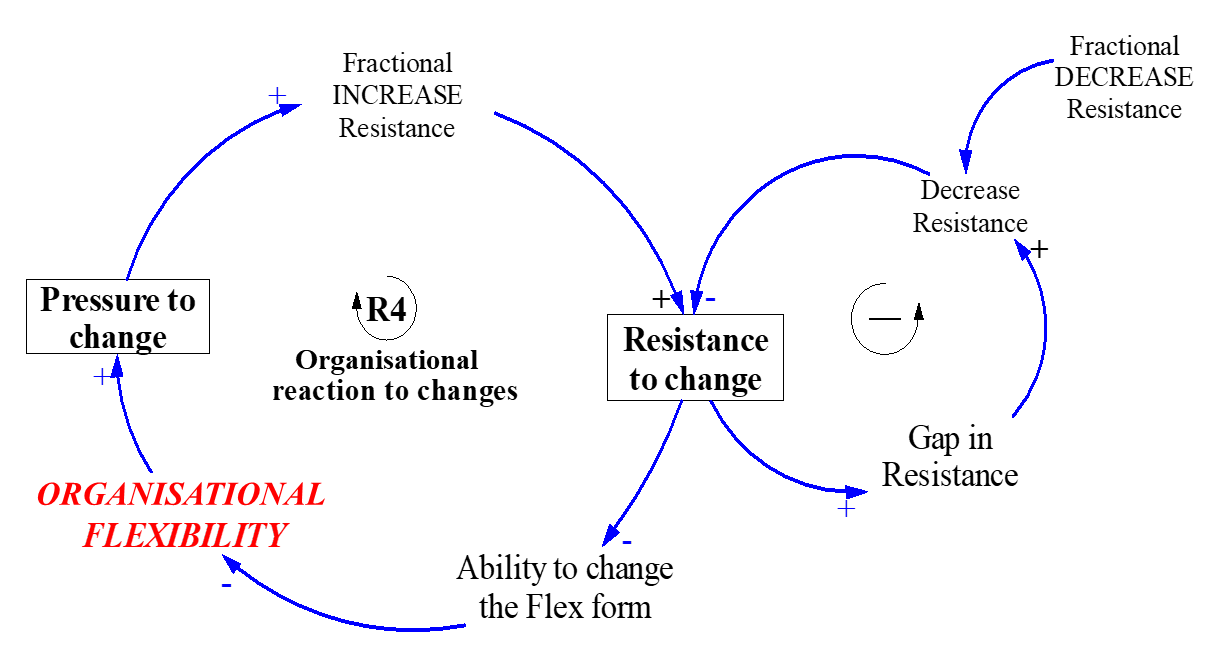 Fractional
INCREASE
Resistance
+
Fractional
DECREASE
Resistance
Decrease
Resistance
+
Pressure to
change
+
R4
Organisational
reaction to changes
+
-
Resistance
to change
—
Gap in
Resistance
+
ORGANISATIONAL
FLEXIBILITY
-
-
Ability to change
the Flex form